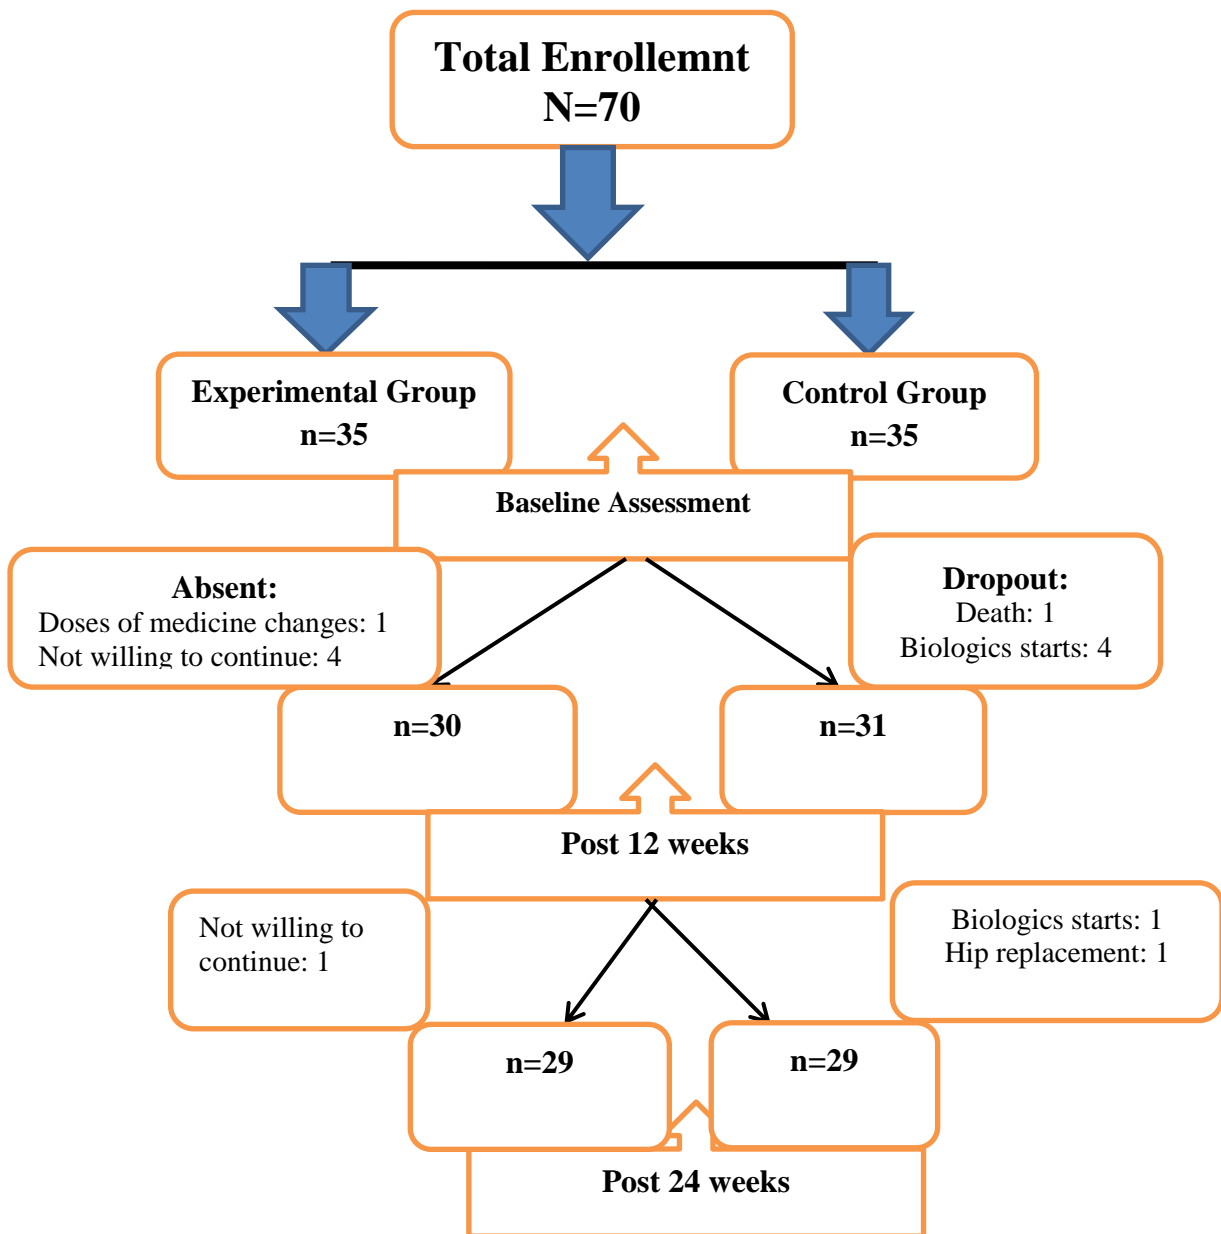 Total Enrollemnt
N=70
Experimental Group
n=35
Control Group
n=35
Baseline Assessment
Absent:
Doses of medicine changes: 1
Not willing to continue: 4
Dropout:
Death: 1
Biologics starts: 4
n=30
n=31
Post 12 weeks
Not willing to
continue: 1
Biologics starts: 1
Hip replacement: 1
n=29
n=29
Post 24 weeks